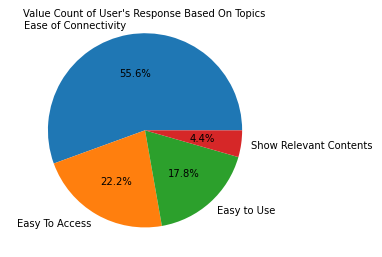 Value Count of User's Response Based On Topics
Ease of Connectivity
55.6%
4.4%
Show Relevant Contents
17.8%
22.2%
Easy to Use
Easy To Access